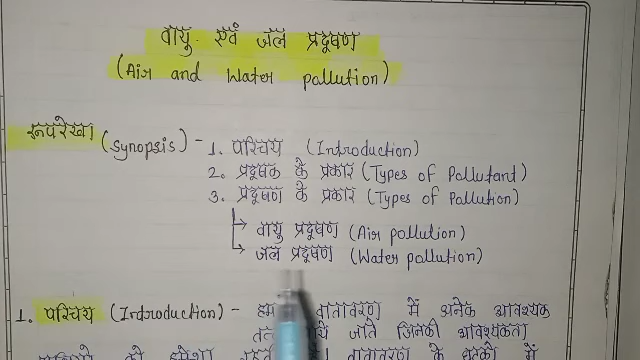 वायु एवं जल प्रदूषण
(Air and Water pollution)
रूपरेखा (Synopsis) - 1. परिचय (Introduction)
2. प्रदूषक के प्रकार (Types of Pollutant)
3. प्रदूषण के प्रकार (Types of Pollution)
→ वायु प्रदूषण (Air pollution)
→ जल प्रदूषण (Water pollution)
1. परिचय (Introduction) - वातावरण में अनेक आवश्यक
जाते जिनकी आवश्यकता
को हमेशा वातावरण के में